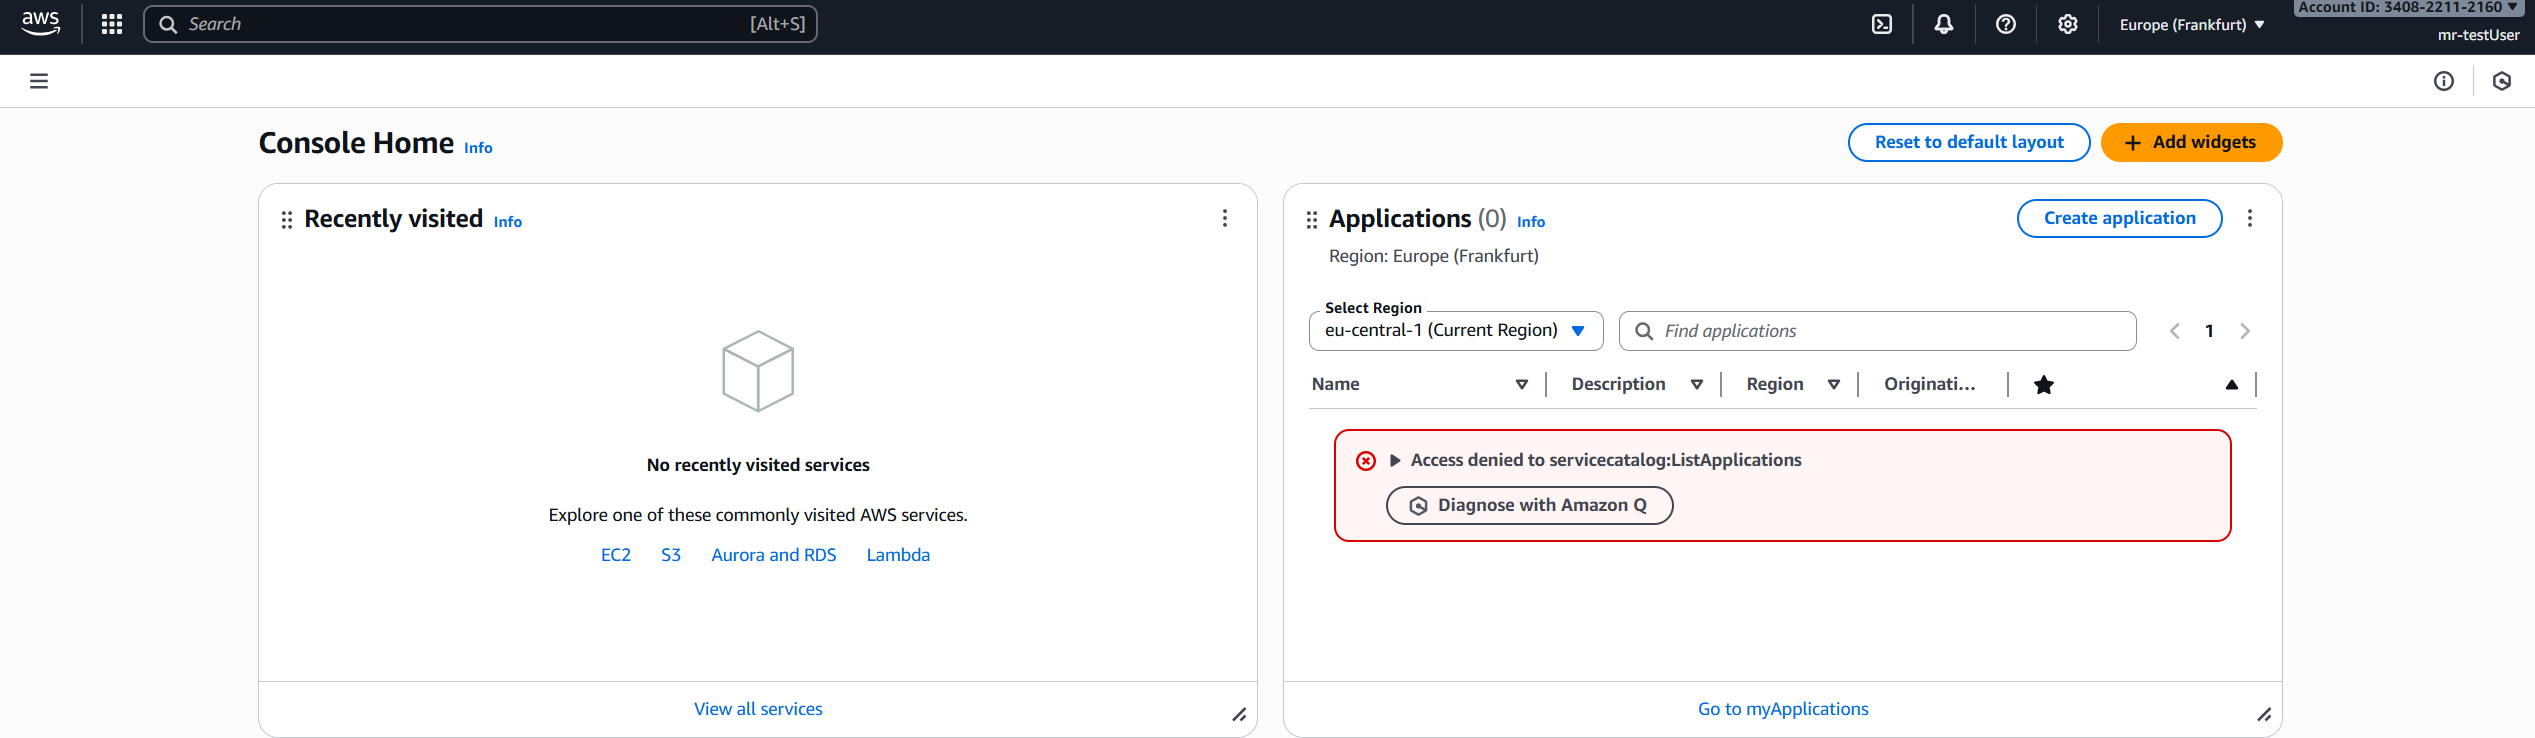 aws
Search [Alt+S]
Europe (Frankfurt)
Account ID: 3408-2211-2160
mr-testUser
Console Home Info
Reset to default layout
Add widgets
Recently visited Info
No recently visited services
Explore one of these commonly visited AWS services.
EC2 S3 Aurora and RDS Lambda
View all services
Applications (0) Info
Create application
Region: Europe (Frankfurt)
Select Region
eu-central-1 (Current Region)
Find applications
1
Name Description Region Originati...
Access denied to servicecatalog:ListApplications
Diagnose with Amazon Q
Go to myApplications